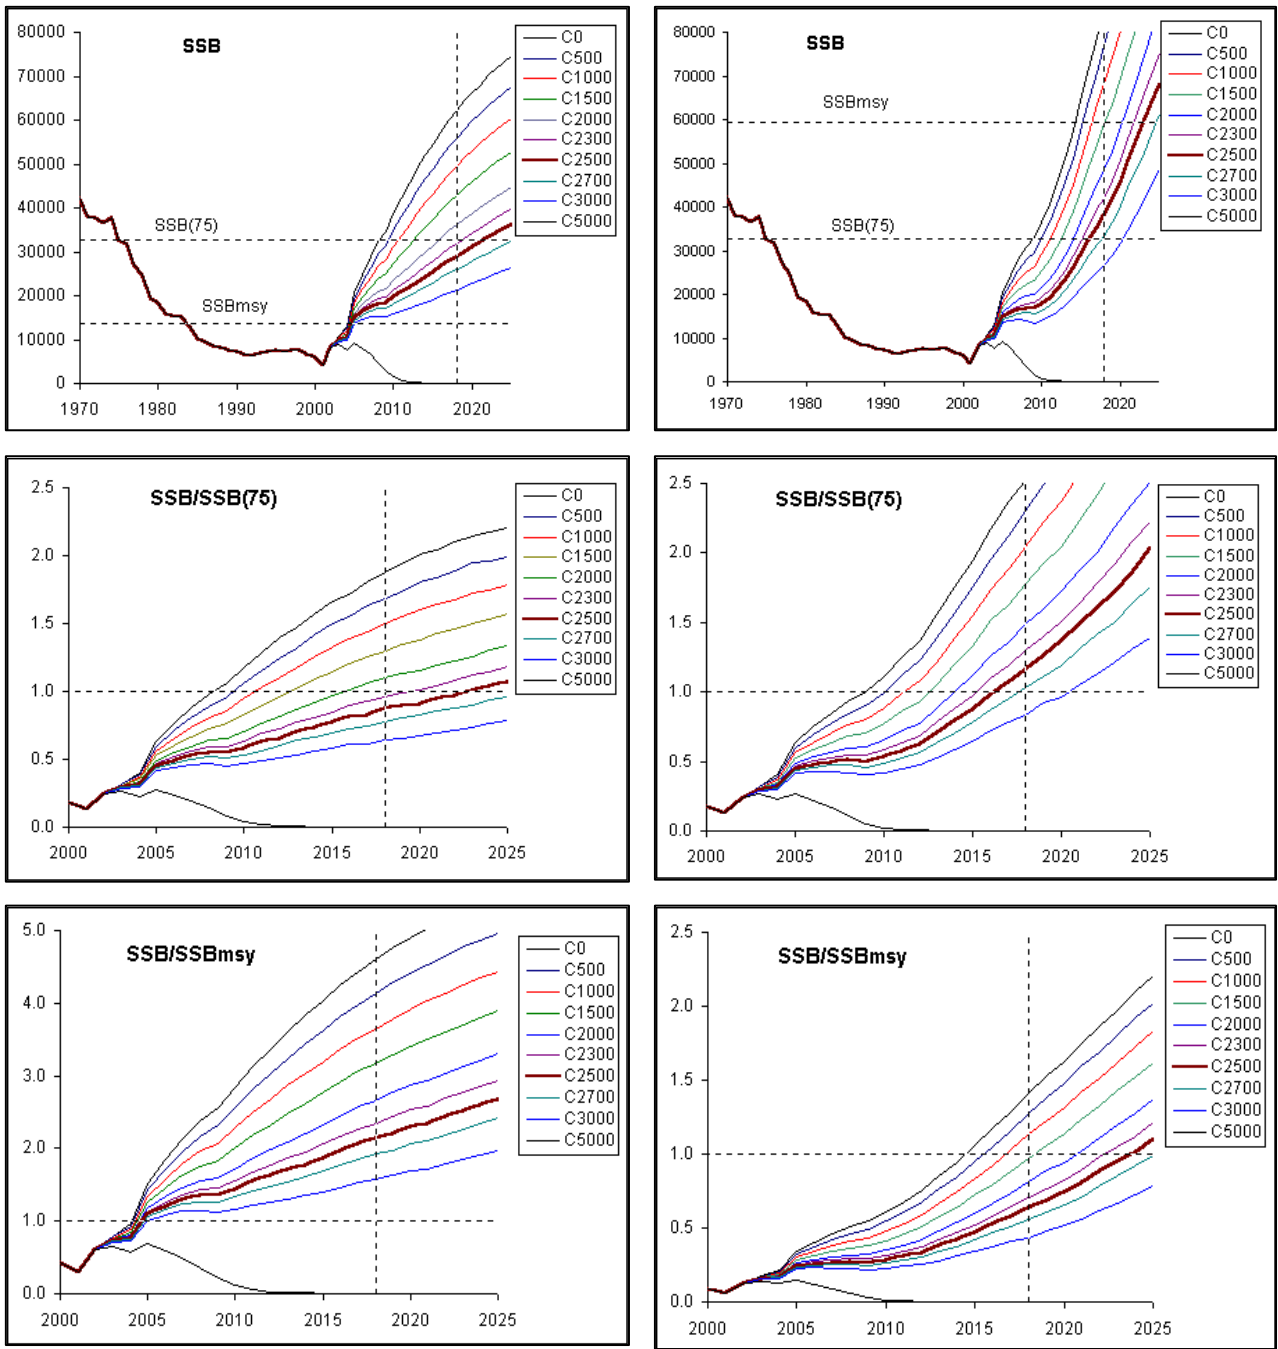 SSB
80000
70000
60000
50000
40000
30000
20000
10000
0
SSB(75)
SSBmsy
1970 1980 1990 2000 2010 2020
C0
C500
C1000
C1500
C2000
C2300
C2500
C2700
C3000
C5000
SSB
80000
70000
60000
50000
40000
30000
20000
10000
0
SSBmsy
SSB(75)
1970 1980 1990 2000 2010 2020
C0
C500
C1000
C1500
C2000
C2300
C2500
C2700
C3000
C5000
SSB/SSB(75)
2.5
2.0
1.5
1.0
0.5
0.0
2000 2005 2010 2015 2020 2025
C0
C500
C1000
C1500
C2000
C2300
C2500
C2700
C3000
C5000
SSB/SSB(75)
2.5
2.0
1.5
1.0
0.5
0.0
2000 2005 2010 2015 2020 2025
C0
C500
C1000
C1500
C2000
C2300
C2500
C2700
C3000
C5000
SSB/SSBmsy
5.0
4.0
3.0
2.0
1.0
0.0
2000 2005 2010 2015 2020 2025
C0
C500
C1000
C1500
C2000
C2300
C2500
C2700
C3000
C5000
SSB/SSBmsy
2.5
2.0
1.5
1.0
0.5
0.0
2000 2005 2010 2015 2020 2025
C0
C500
C1000
C1500
C2000
C2300
C2500
C2700
C3000
C5000